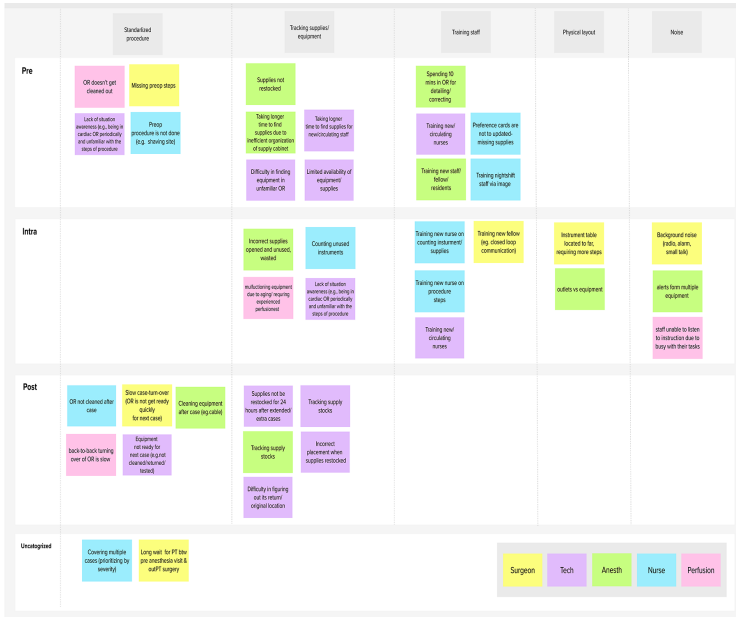 Standarlized
procedure
Tracking supplies/
equipment
Training staff
Physical layout
Noise
Pre
OR doesn't get
cleaned out
Missing preop steps
Lack of situation
awareness (e.g., being in
cardiac OR periodically
and unfamiliar with the
steps of procedure
Preop
procedure is not done
(e.g. shaving site)
Supplies not
restocked
Taking longer
time to find
supplies due to
inefficient organization
of supply cabinet
Taking logner
time to find supplies for
new/circulating staff
Difficulty in finding
equipment in
unfamiliar OR
Limited availability of
equipment/
supplies
Spending 10
mins in OR for
detailing/
correcting
Training new/
circulating
nurses
Preference cards are
not to updated-
missing supplies
Training new staff/
fellow/
residents
Training nightshift
staff via image
Intra
Incorrect supplies
opened and unused,
wasted
Counting unused
instruments
mulfuctioning equipment
due to aging/ requiring
experienced
perfusionest
Lack of situation
awareness (e.g., being in
cardiac OR periodically
and unfamiliar with the
steps of procedure
Training new nurse on
counting insturment/
supplies
Training new fellow
(eg. closed loop
communication)
Training new nurse on
procedure
steps
Training new/
circulating
nurses
Instrument table
located to far,
requiring more steps
outlets vs equipment
Background noise
(radio, alarm,
small talk)
alerts form multiple
equipment
staff unable to listen
to instruction due to
busy with their tasks
Post
OR not cleaned after
case
Slow case-turn-over
(OR is not get ready
quickly
for next case)
Cleaning equipment
after case (eg.cable)
back-to-back turning
over of OR is slow
Equipment
not ready for
next case (e.g.not
cleaned/returned/
tested)
Supplies not be
restocked for 24
hours after extended/
extra cases
Tracking supply
stocks
Tracking supply
stocks
Incorrect
placement when
supplies restocked
Difficulty in figuring
out its return/
original location
Uncatogrized
Covering multiple
cases (prioritizing by
severity)
Long wait for PT btw
pre anesthesia visit &
outPT surgery
Surgeon
Tech
Anesth
Nurse
Perfusion